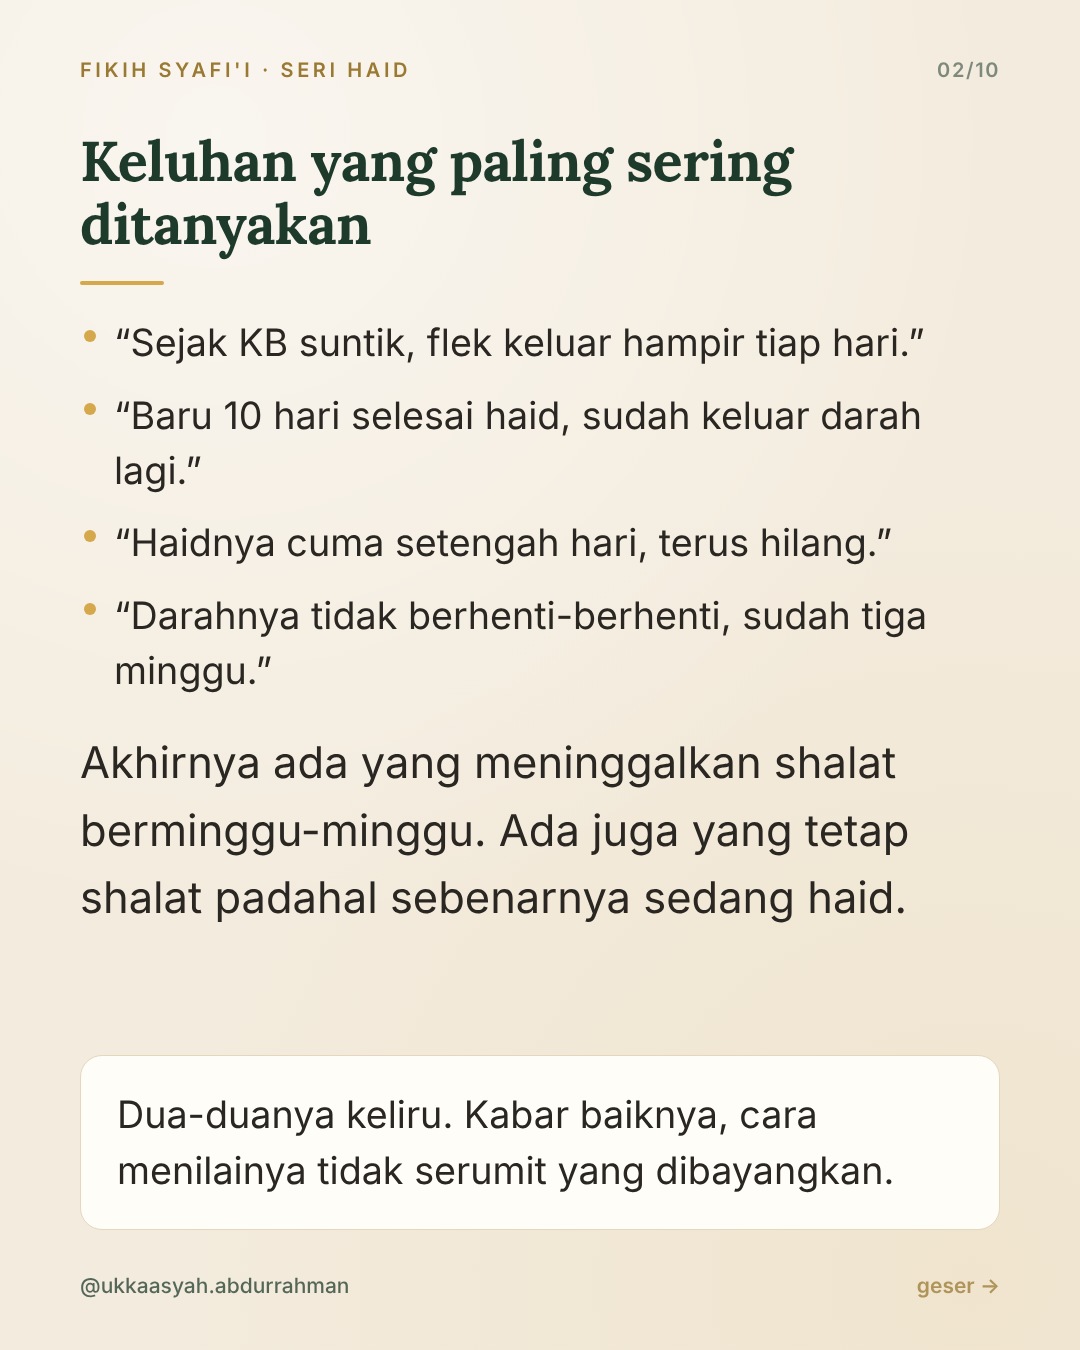 FIKIH SYAFI'I · SERI HAID
02/10
Keluhan yang paling sering
ditanyakan
• “Sejak KB suntik, flek keluar hampir tiap hari.”
• “Baru 10 hari selesai haid, sudah keluar darah
lagi.”
• “Haidnya cuma setengah hari, terus hilang.”
• “Darahnya tidak berhenti-berhenti, sudah tiga
minggu.”
Akhirnya ada yang meninggalkan shalat
berminggu-minggu. Ada juga yang tetap
shalat padahal sebenarnya sedang haid.
Dua-duanya keliru. Kabar baiknya, cara
menilainya tidak serumit yang dibayangkan.
@ukkaasyah.abdurrahman
geser →